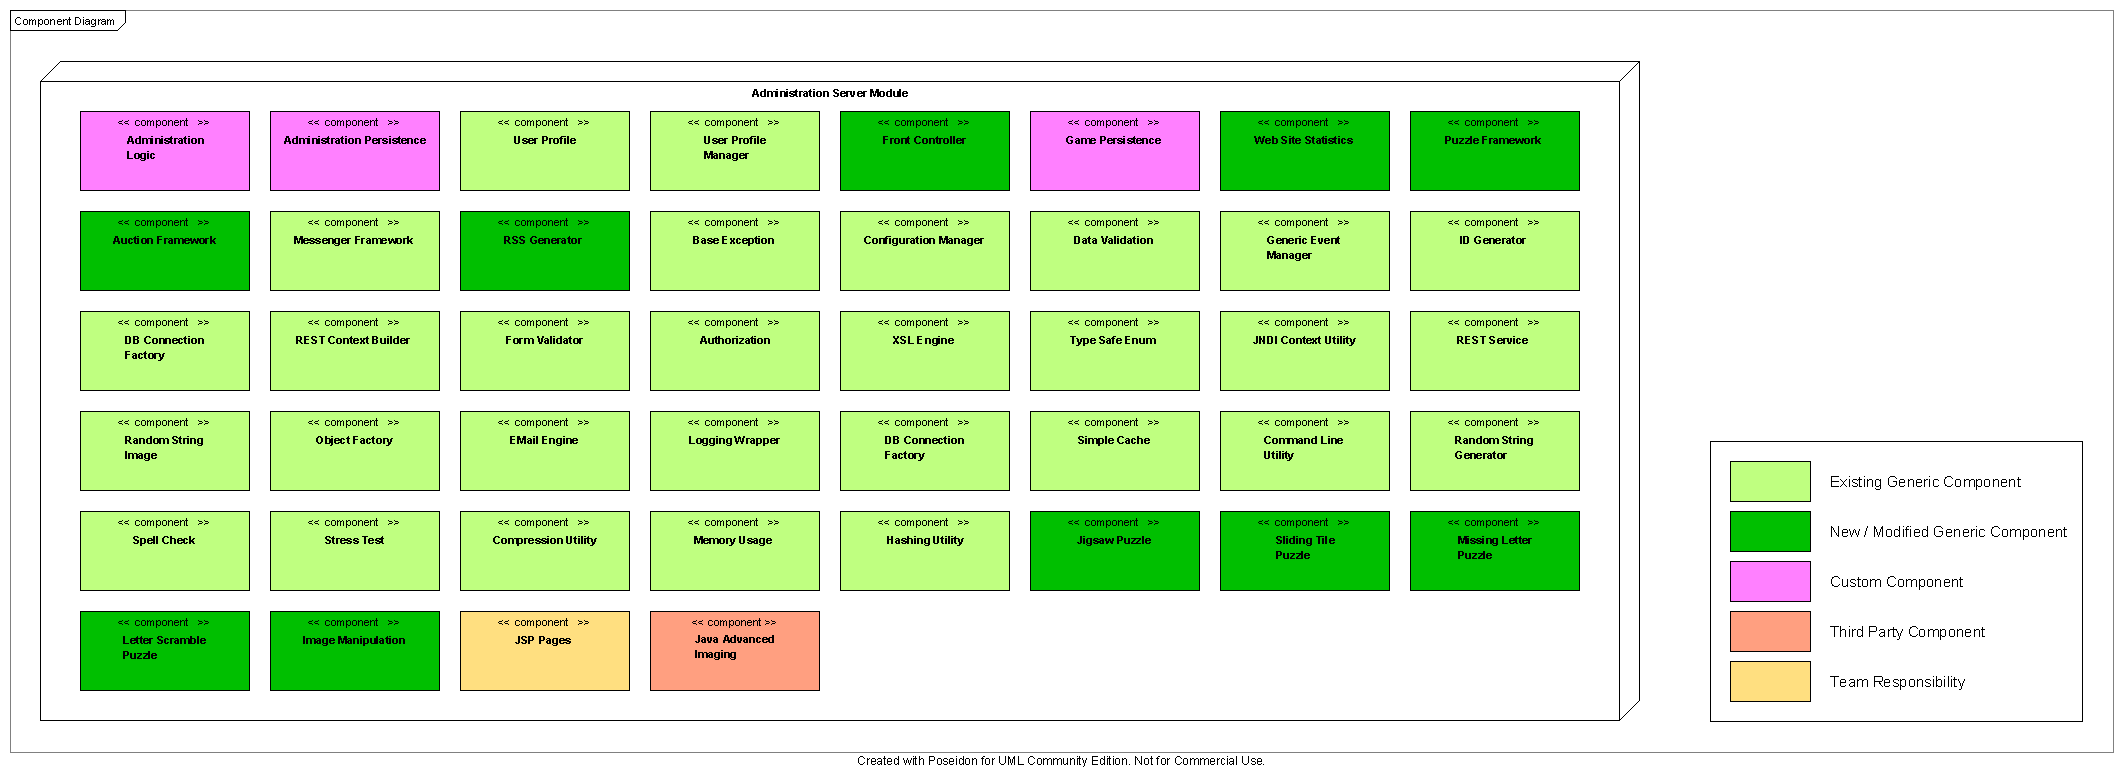 Component Diagram
Administration Server Module
<< component >>
Administration
Logic
<< component >>
Administration Persistence
<< component >>
User Profile
<< component >>
User Profile
Manager
<< component >>
Front Controller
<< component >>
Game Persistence
<< component >>
Web Site Statistics
<< component >>
Puzzle Framework
<< component >>
Auction Framework
<< component >>
Messenger Framework
<< component >>
RSS Generator
<< component >>
Base Exception
<< component >>
Configuration Manager
<< component >>
Data Validation
<< component >>
Generic Event
Manager
<< component >>
ID Generator
<< component >>
DB Connection
Factory
<< component >>
REST Context Builder
<< component >>
Form Validator
<< component >>
Authorization
<< component >>
XSL Engine
<< component >>
Type Safe Enum
<< component >>
JNDI Context Utility
<< component >>
REST Service
<< component >>
Random String
Image
<< component >>
Object Factory
<< component >>
EMail Engine
<< component >>
Logging Wrapper
<< component >>
DB Connection
Factory
<< component >>
Simple Cache
<< component >>
Command Line
Utility
<< component >>
Random String
Generator
<< component >>
Spell Check
<< component >>
Stress Test
<< component >>
Compression Utility
<< component >>
Memory Usage
<< component >>
Hashing Utility
<< component >>
Jigsaw Puzzle
<< component >>
Sliding Tile
Puzzle
<< component >>
Missing Letter
Puzzle
<< component >>
Letter Scramble
Puzzle
<< component >>
Image Manipulation
<< component >>
JSP Pages
<< component >>
Java Advanced
Imaging
Existing Generic Component
New / Modified Generic Component
Custom Component
Third Party Component
Team Responsibility
Created with Poseidon for UML Community Edition. Not for Commercial Use.